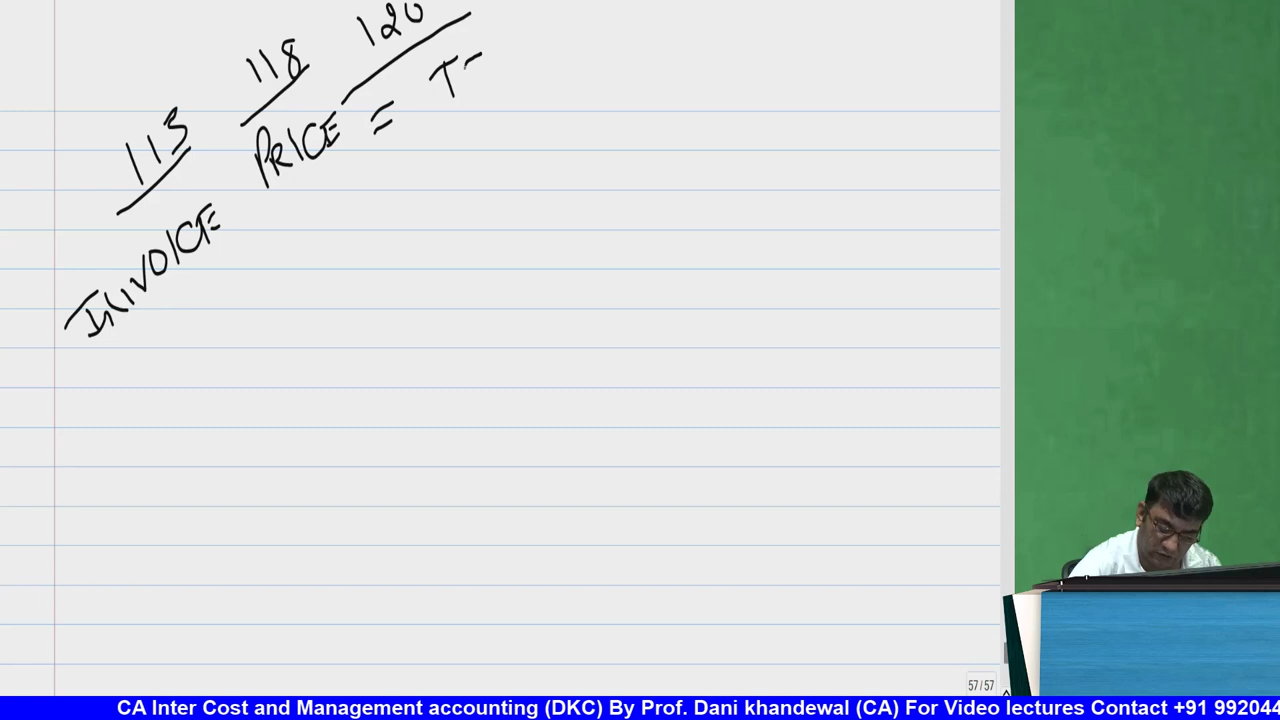 113 118 120
INVOICE PRICE = T
57/57
CA Inter Cost and Management accounting (DKC) By Prof. Dani khandewal (CA) For Video lectures Contact +91 99204